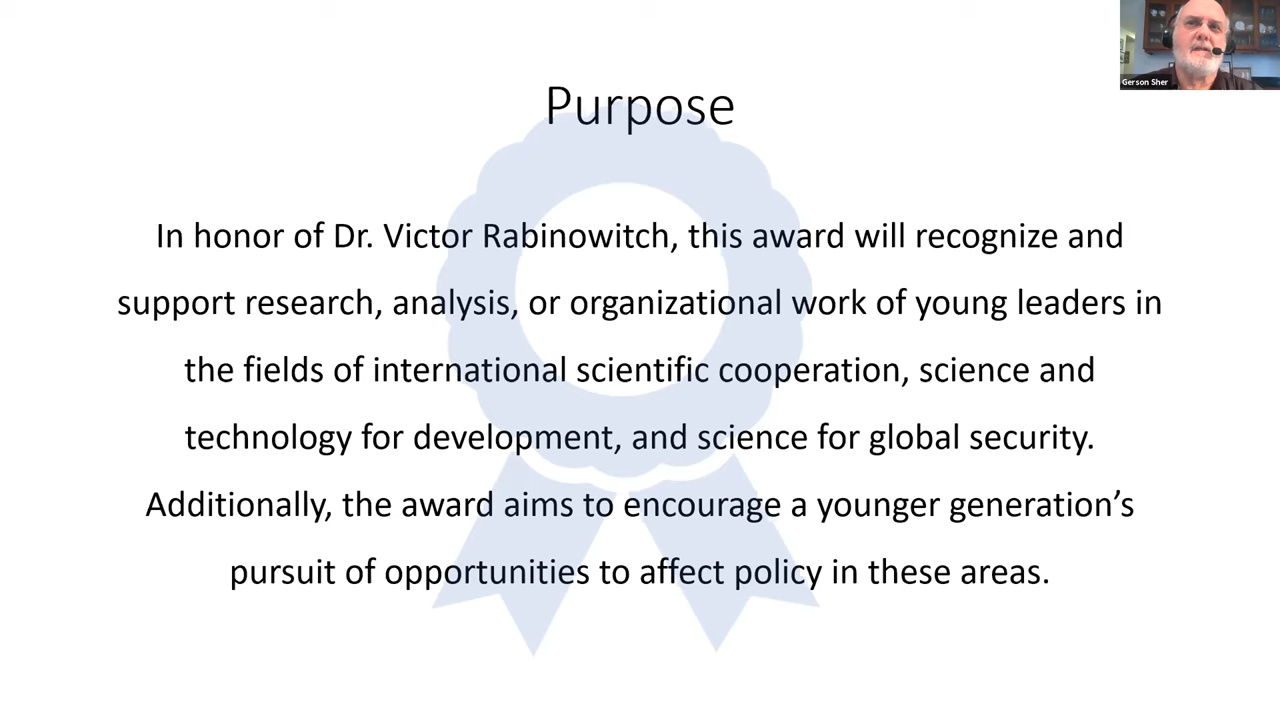 Gerson Sher
Purpose
In honor of Dr. Victor Rabinowitch, this award will recognize and
support research, analysis, or organizational work of young leaders in
the fields of international scientific cooperation, science and
technology for development, and science for global security.
Additionally, the award aims to encourage a younger generation’s
pursuit of opportunities to affect policy in these areas.